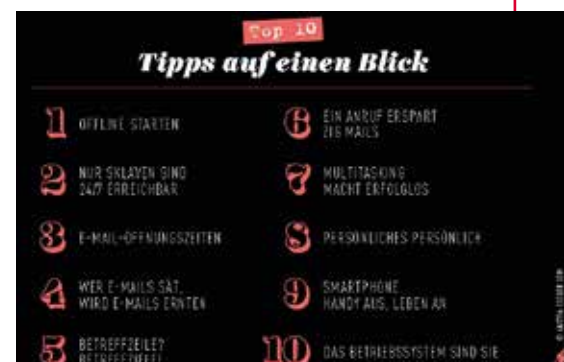 Top 10
Tipps auf einen Blick
1 OFFLINE STARTEN
2 NUR SKLAVEN SIND
24/7 ERREICHBAR
3 E-MAIL-ÖFFNUNGSZEITEN
4 WER E-MAILS SÄT,
WIRD E-MAILS ERNTEN
5 BETREFFZEILE?
6 EIN ANRUF ERSPART
ZIG MAILS
7 MULTITASKING
MACHT ERFOLGLOS
8 PERSÖNLICHES PERSÖNLICH
9 SMARTPHONE
HANDY AUS, LEBEN AN
10 DAS BETRIEBSSYSTEM SIND SIE